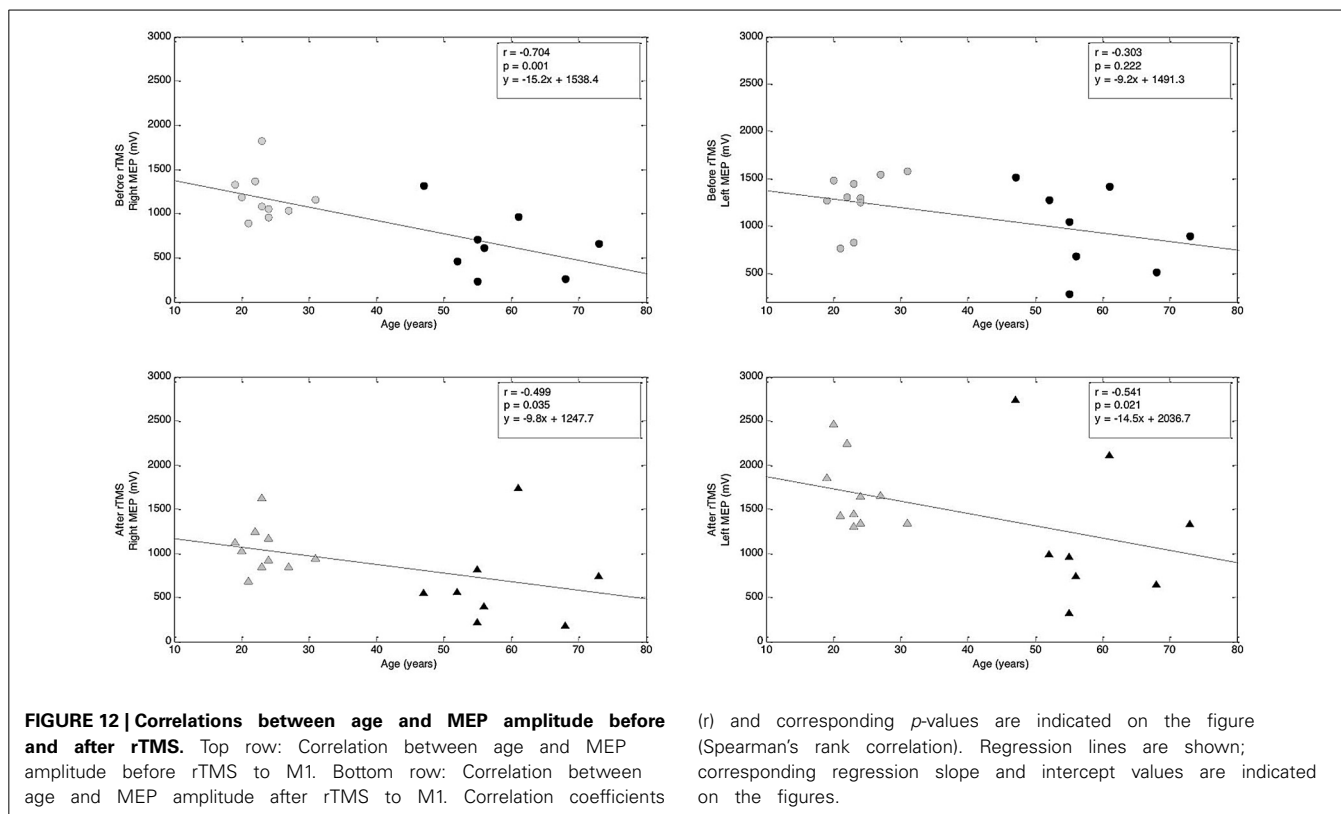 3000
2500
2000
1500
1000
500
0
Before rTMS
Right MEP (mV)
r = -0.704
p = 0.001
y = -15.2x + 1538.4
10 20 30 40 50 60 70 80
Age (years)
3000
2500
2000
1500
1000
500
0
Before rTMS
Left MEP (mV)
r = -0.303
p = 0.222
y = -9.2x + 1491.3
10 20 30 40 50 60 70 80
Age (years)
3000
2500
2000
1500
1000
500
0
After rTMS
Right MEP (mV)
r = -0.499
p = 0.035
y = -9.8x + 1247.7
10 20 30 40 50 60 70 80
Age (years)
3000
2500
2000
1500
1000
500
0
After rTMS
Left MEP (mV)
r = -0.541
p = 0.021
y = -14.5x + 2036.7
10 20 30 40 50 60 70 80
Age (years)
FIGURE 12 | Correlations between age and MEP amplitude before
and after rTMS. Top row: Correlation between age and MEP
amplitude before rTMS to M1. Bottom row: Correlation between
age and MEP amplitude after rTMS to M1. Correlation coefficients
(r) and corresponding p-values are indicated on the figure
(Spearman's rank correlation). Regression lines are shown;
corresponding regression slope and intercept values are indicated
on the figures.